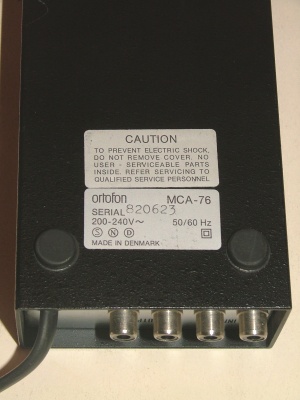 CAUTION
TO PREVENT ELECTRIC SHOCK,
DO NOT REMOVE COVER. NO
USER - SERVICEABLE PARTS
INSIDE. REFER SERVICING TO
QUALIFIED SERVICE PERSONNEL
ortofon MCA-76
SERIAL 820623
200-240V~ 50/60 Hz
S N D
MADE IN DENMARK